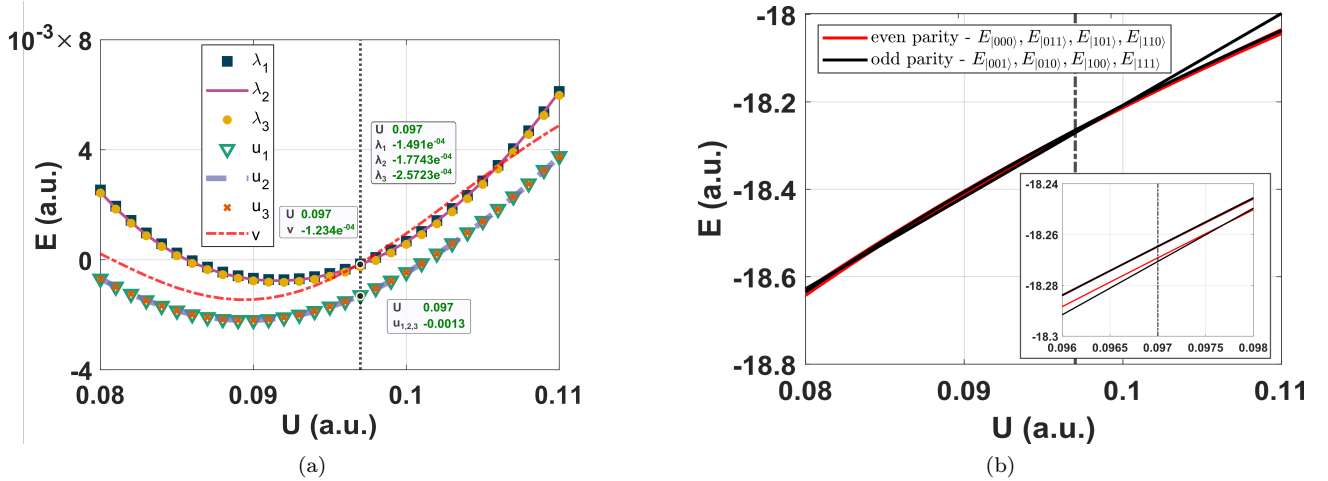 10⁻³×8
4
0
-4
0.08
0.09
0.1
0.11
E (a.u.)
U (a.u.)
λ₁
λ₂
λ₃
u₁
u₂
u₃
v
U 0.097
λ₁ -1.491e⁻⁰⁴
λ₂ -1.7743e⁻⁰⁴
λ₃ -2.5723e⁻⁰⁴
U 0.097
v -1.234e⁻⁰⁴
U 0.097
u₁,₂,₃ -0.0013
(a)
-18
-18.2
-18.4
-18.6
-18.8
0.08
0.09
0.1
0.11
E (a.u.)
U (a.u.)
even parity - E|000⟩, E|011⟩, E|101⟩, E|110⟩
odd parity - E|001⟩, E|010⟩, E|100⟩, E|111⟩
-18.24
-18.26
-18.28
-18.3
0.096
0.0965
0.097
0.0975
0.098
(b)